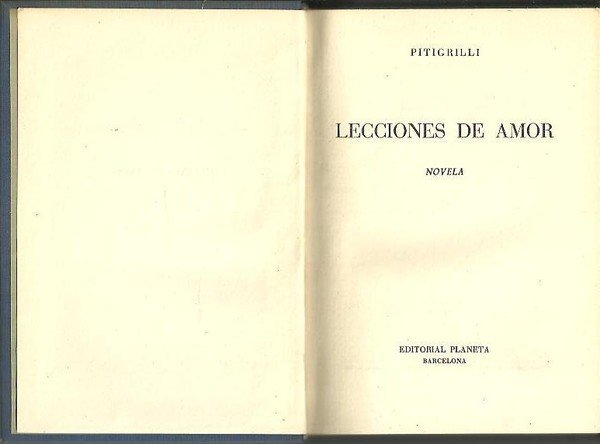 PITIGRILLI
LECCIONES DE AMOR
NOVELA
EDITORIAL PLANETA
BARCELONA